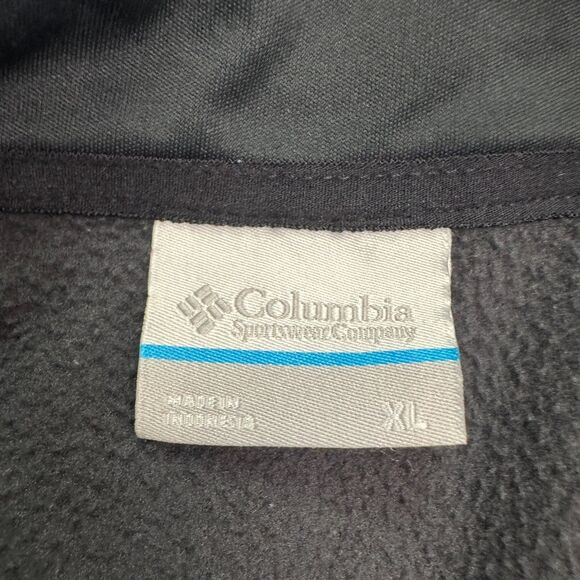 Columbia
Sportswear Company
MADE IN
INDONESIA
XL